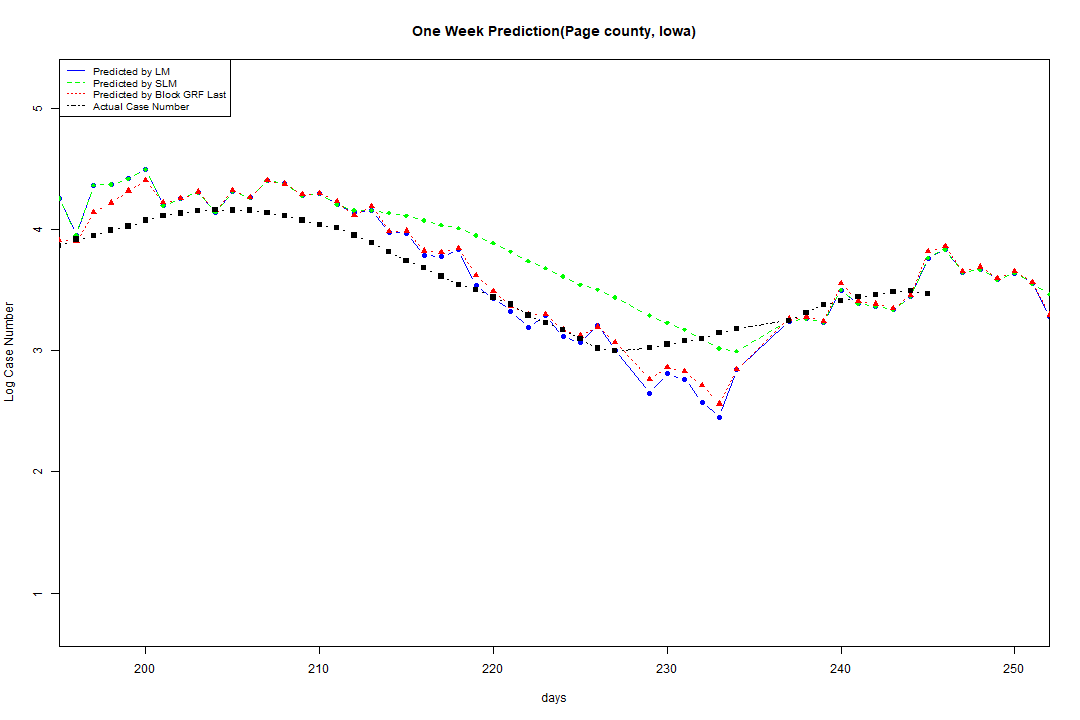 One Week Prediction(Page county, Iowa)
Predicted by LM
Predicted by SLM
Predicted by Block GRF Last
Actual Case Number
5
4
3
2
1
Log Case Number
200 210 220 230 240 250
days